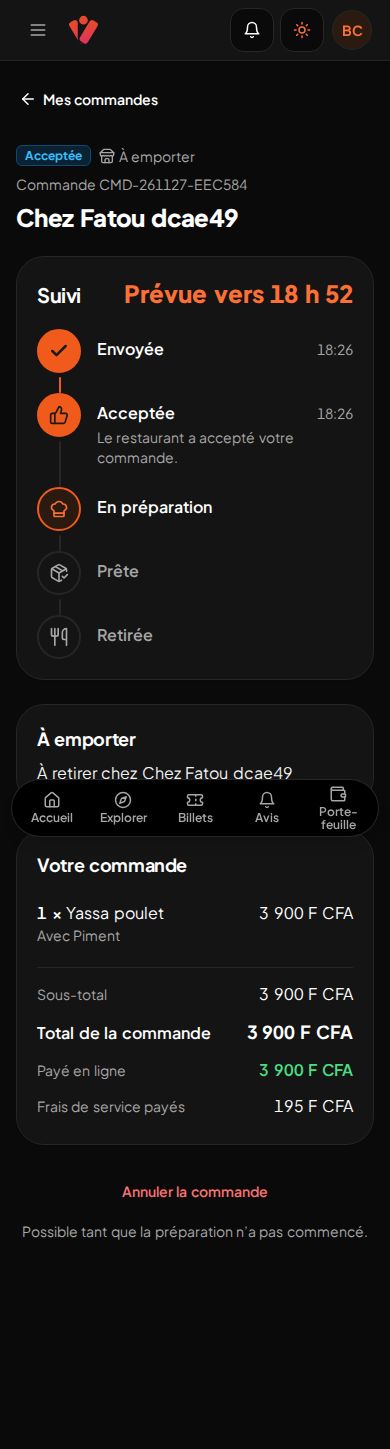 BC
Mes commandes
Acceptée À emporter
Commande CMD-261127-EEC584
Chez Fatou dcae49
Suivi Prévue vers 18 h 52
Envoyée 18:26
Acceptée 18:26
Le restaurant a accepté votre
commande.
En préparation
Prête
Retirée
À emporter
À retirer chez Chez Fatou dcae49
Accueil Explorer Billets Avis Porte-
feuille
Votre commande
1 × Yassa poulet 3 900 F CFA
Avec Piment
Sous-total 3 900 F CFA
Total de la commande 3 900 F CFA
Payé en ligne 3 900 F CFA
Frais de service payés 195 F CFA
Annuler la commande
Possible tant que la préparation n'a pas commencé.